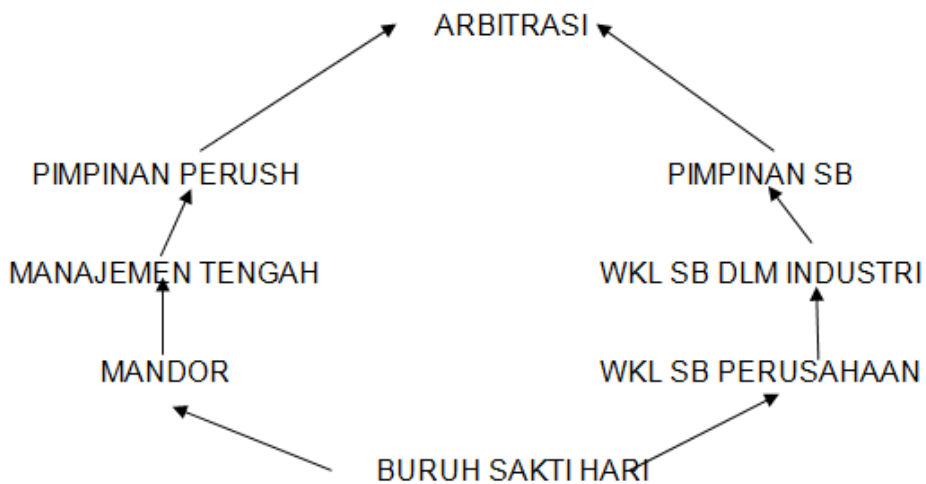 ARBITRASI
PIMPINAN PERUSH
PIMPINAN SB
MANAJEMEN TENGAH
WKL SB DLM INDUSTRI
MANDOR
WKL SB PERUSAHAAN
BURUH SAKTI HARI